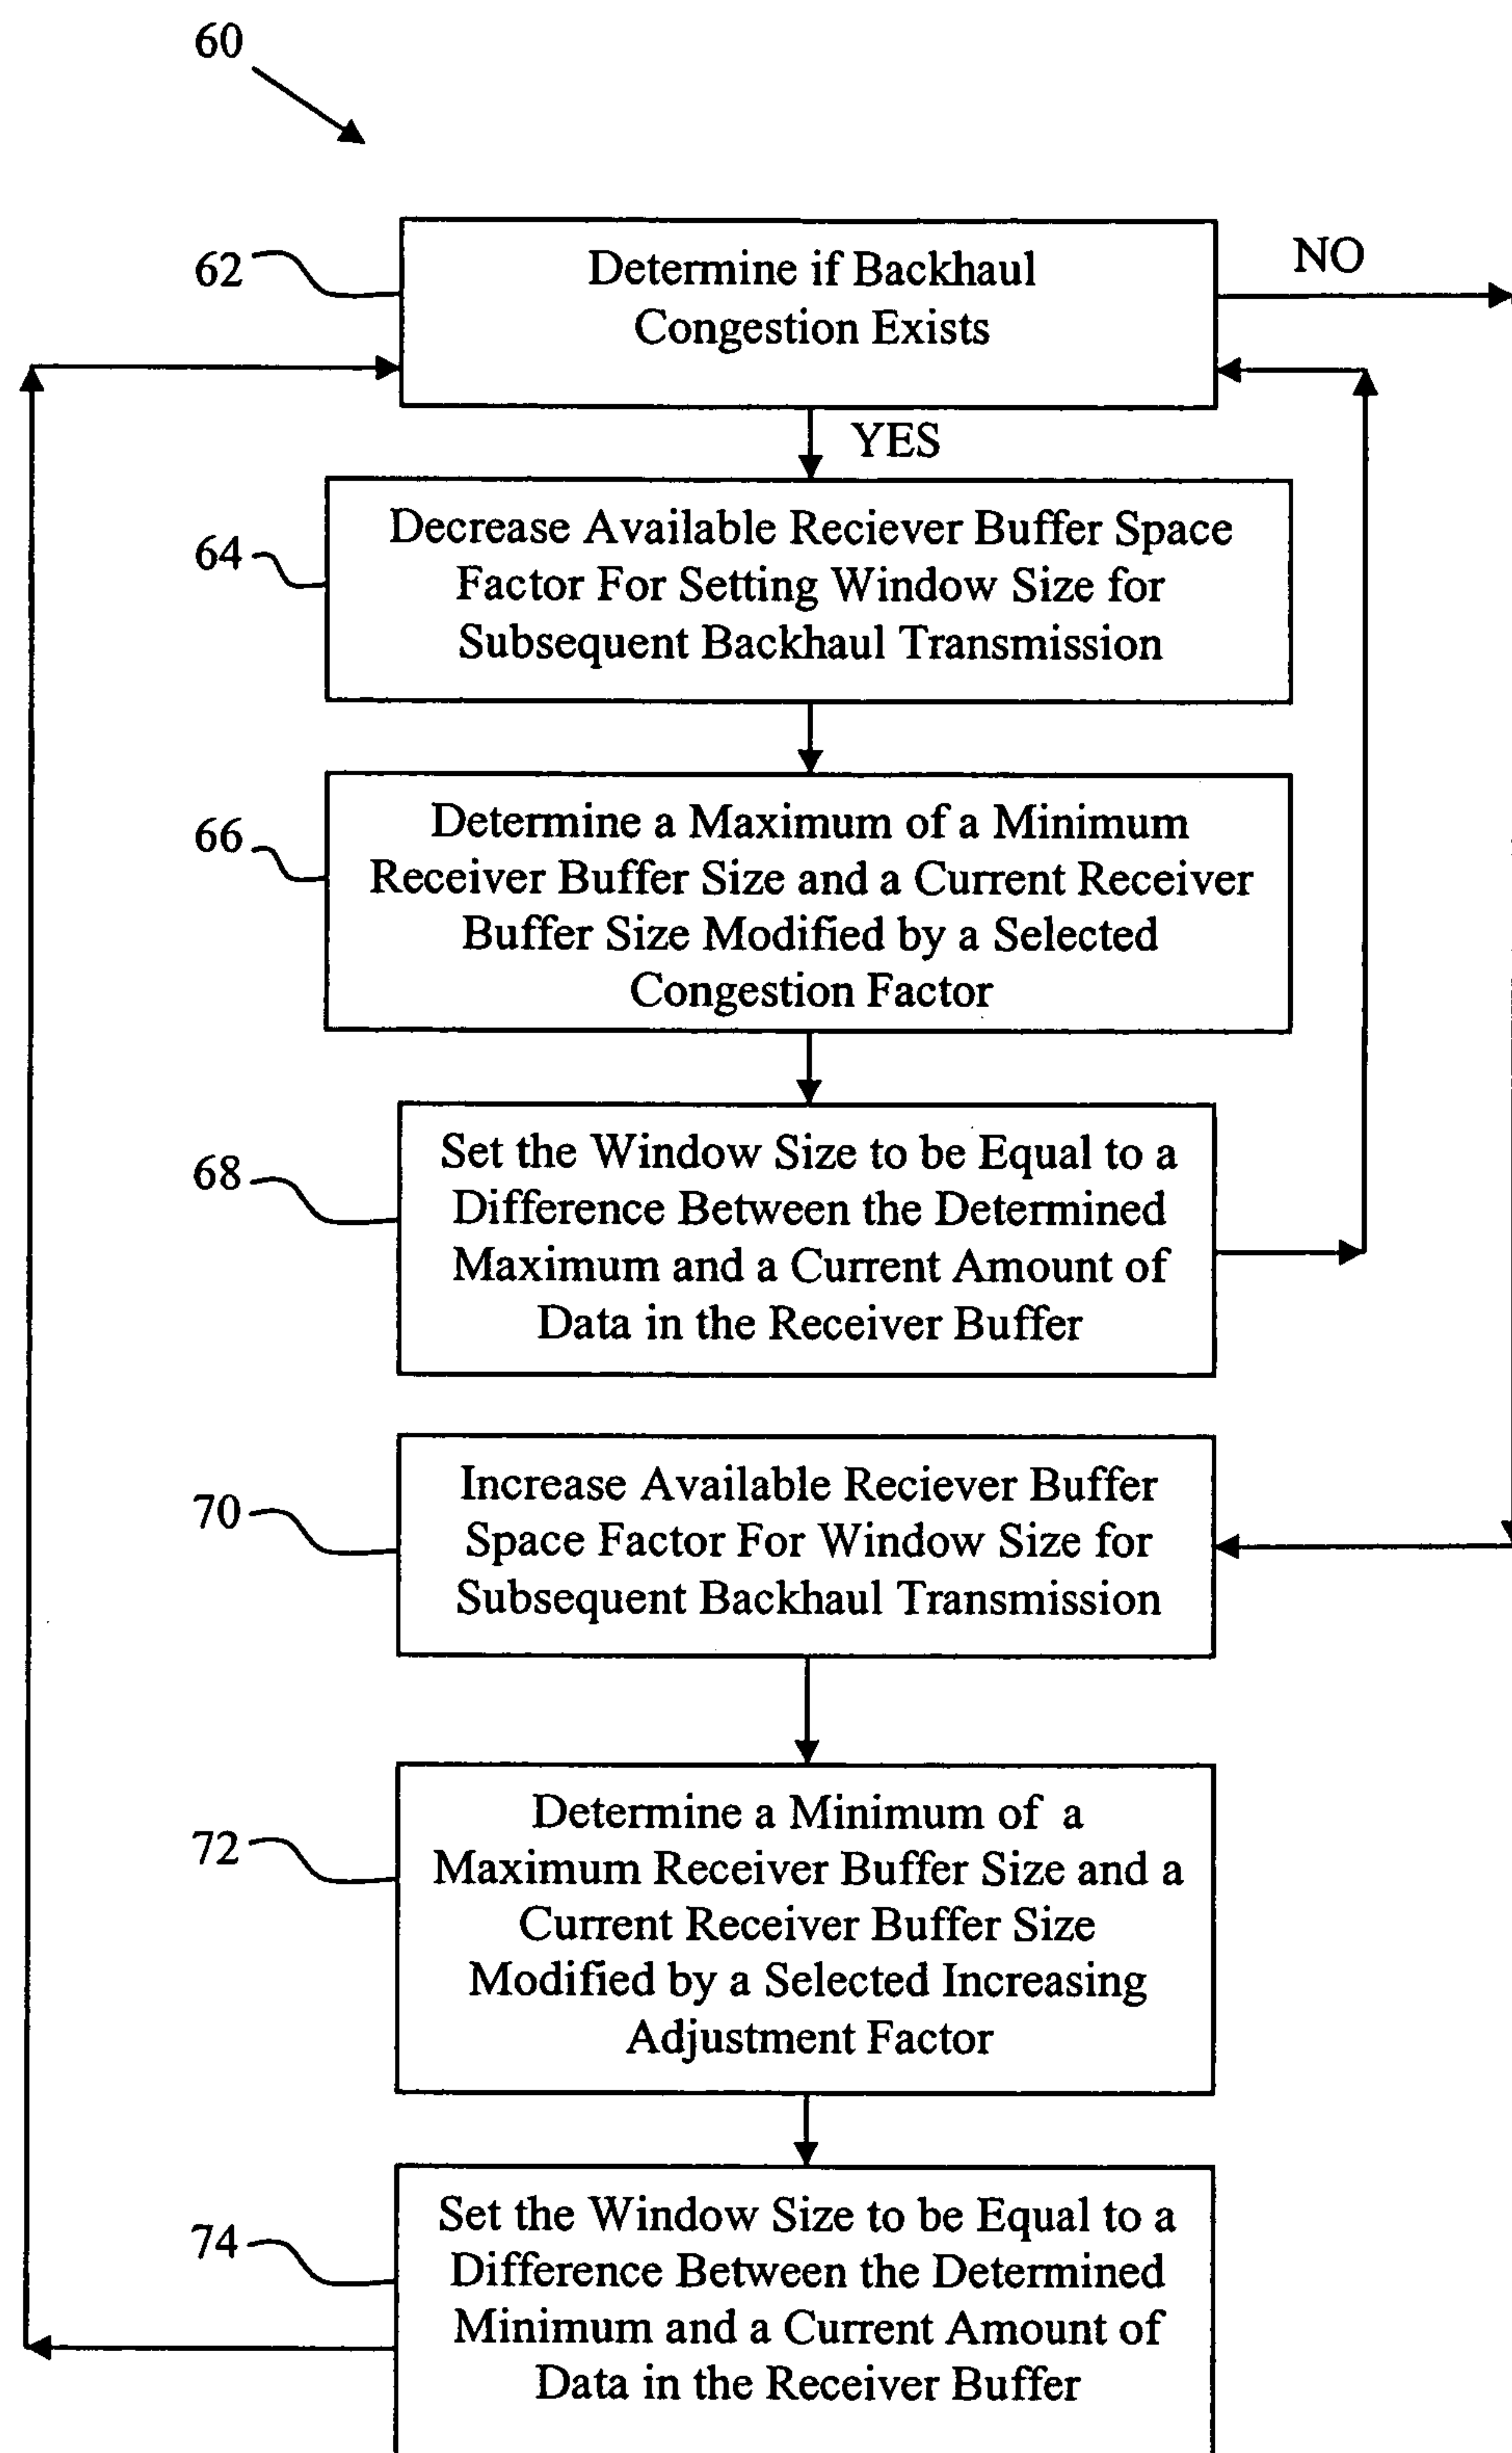 60
62
Determine if Backhaul
Congestion Exists
NO
YES
64
Decrease Available Reciever Buffer Space
Factor For Setting Window Size for
Subsequent Backhaul Transmission
66
Determine a Maximum of a Minimum
Receiver Buffer Size and a Current Receiver
Buffer Size Modified by a Selected
Congestion Factor
68
Set the Window Size to be Equal to a
Difference Between the Determined
Maximum and a Current Amount of
Data in the Receiver Buffer
70
Increase Available Reciever Buffer
Space Factor For Window Size for
Subsequent Backhaul Transmission
72
Determine a Minimum of a
Maximum Receiver Buffer Size and a
Current Receiver Buffer Size
Modified by a Selected Increasing
Adjustment Factor
74
Set the Window Size to be Equal to a
Difference Between the Determined
Minimum and a Current Amount of
Data in the Receiver Buffer